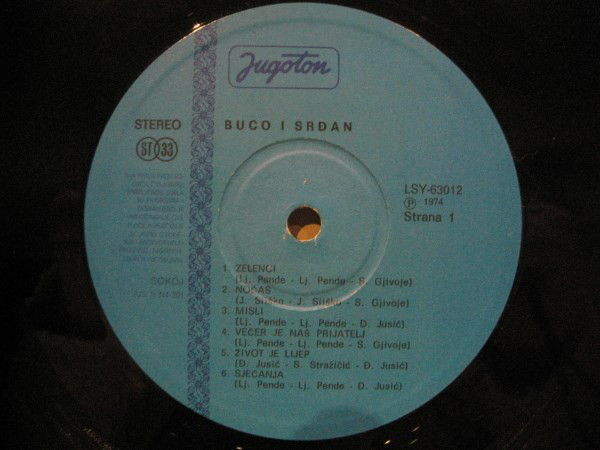 Jugoton
STEREO
BUCO I SRĐAN
ST 33
LSY-63012
Ⓟ 1974
Strana 1
1. ZELENCI
(Lj. Pende - Lj. Pende - S. Gjivoje)
2. NOĆAS
(J. Sliško - J. Sliško - S. Gjivoje)
3. MISLI
(Lj. Pende - Lj. Pende - Đ. Jusić)
4. VEČER JE NAŠ PRIJATELJ
(Lj. Pende - Lj. Pende - S. Gjivoje)
5. ŽIVOT JE LIJEP
(Đ. Jusić - S. Stražičić - Đ. Jusić)
6. SJEĆANJA
(Lj. Pende - Lj. Pende - Đ. Jusić)
SOKOJ